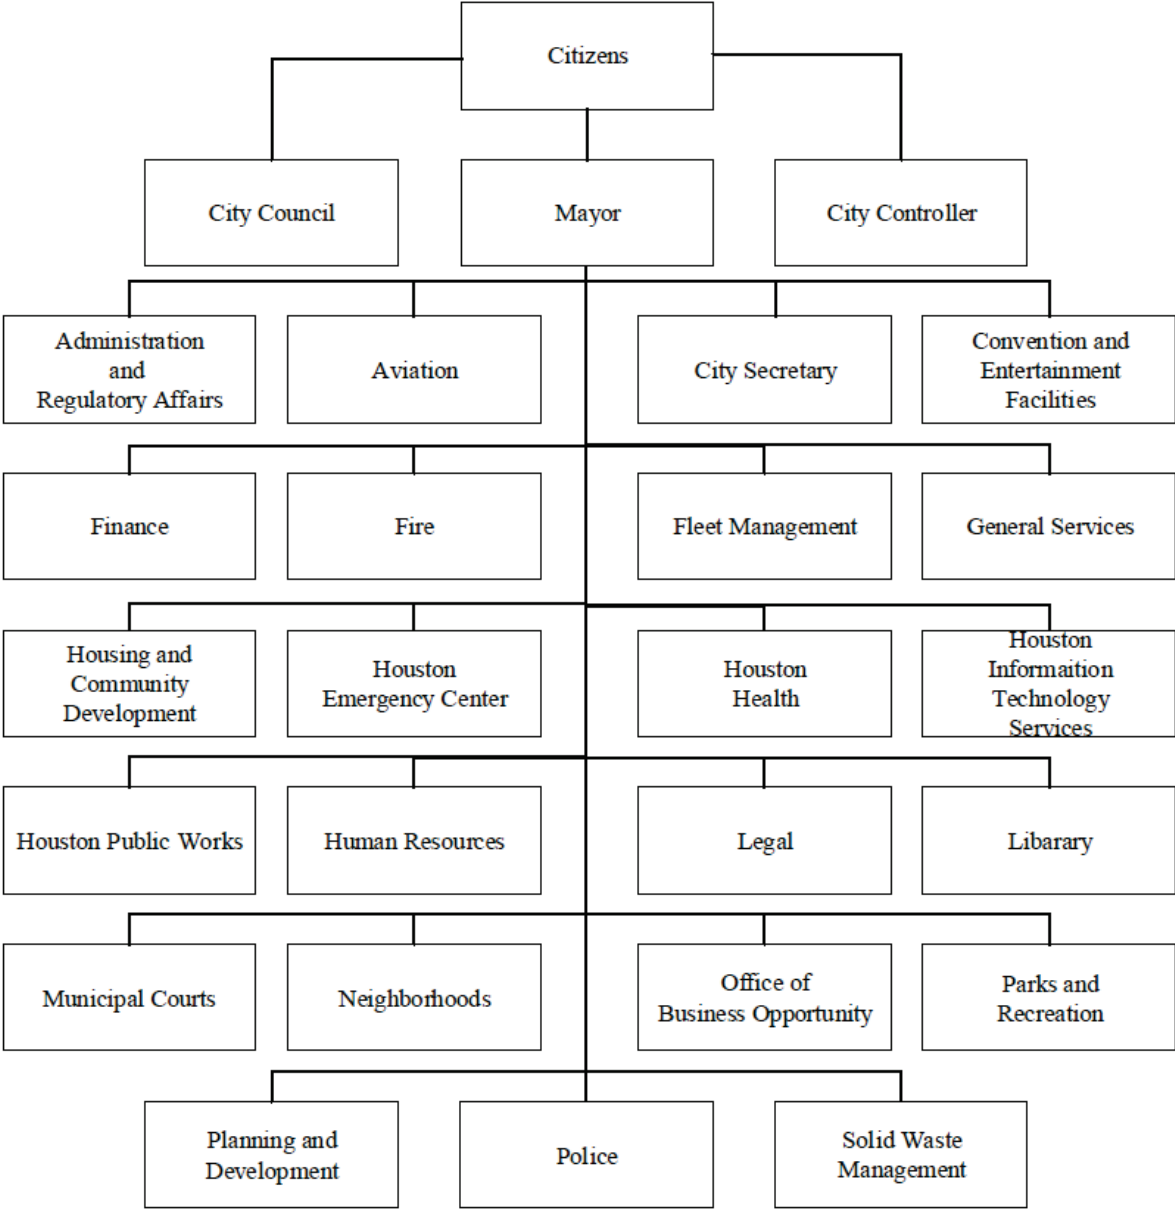 Citizens
City Council
Mayor
City Controller
Administration
and
Regulatory Affairs
Aviation
City Secretary
Convention and
Entertainment
Facilities
Finance
Fire
Fleet Management
General Services
Housing and
Community
Development
Houston
Emergency Center
Houston
Health
Houston
Informaition
Technology
Services
Houston Public Works
Human Resources
Legal
Libarary
Municipal Courts
Neighborhoods
Office of
Business Opportunity
Parks and
Recreation
Planning and
Development
Police
Solid Waste
Management